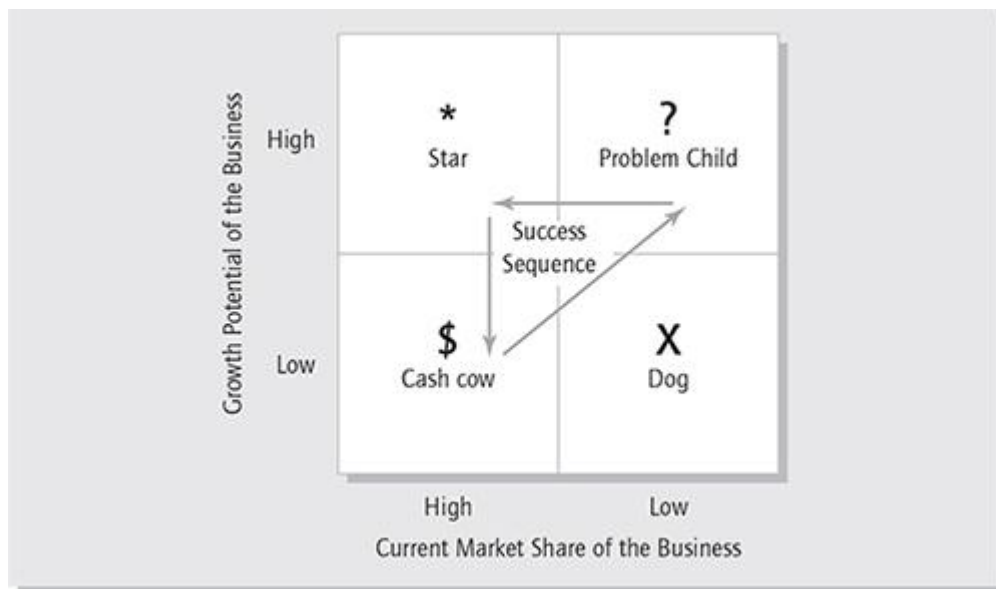 Growth Potential of the Business
High
Low
*
Star
?
Problem Child
Success
Sequence
$
Cash cow
X
Dog
High
Low
Current Market Share of the Business